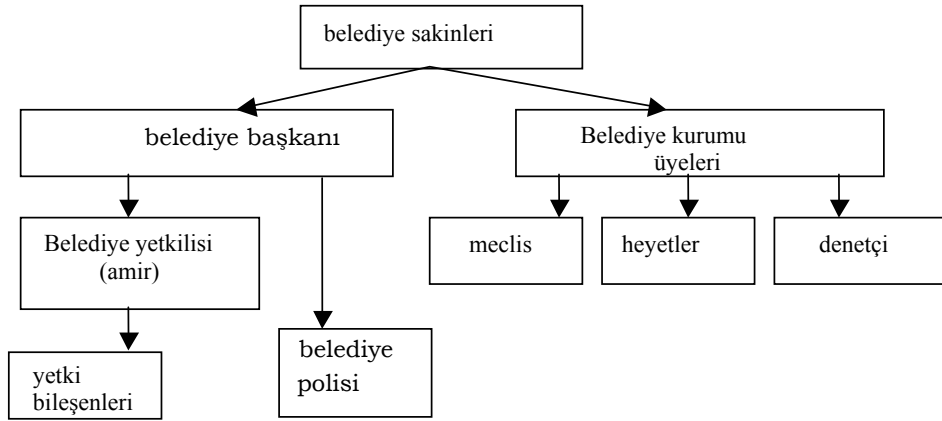 belediye sakinleri
belediye başkanı
Belediye kurumu
üyeleri
Belediye yetkilisi
(amir)
meclis
heyetler
denetçi
belediye
polisi
yetki
bileşenleri